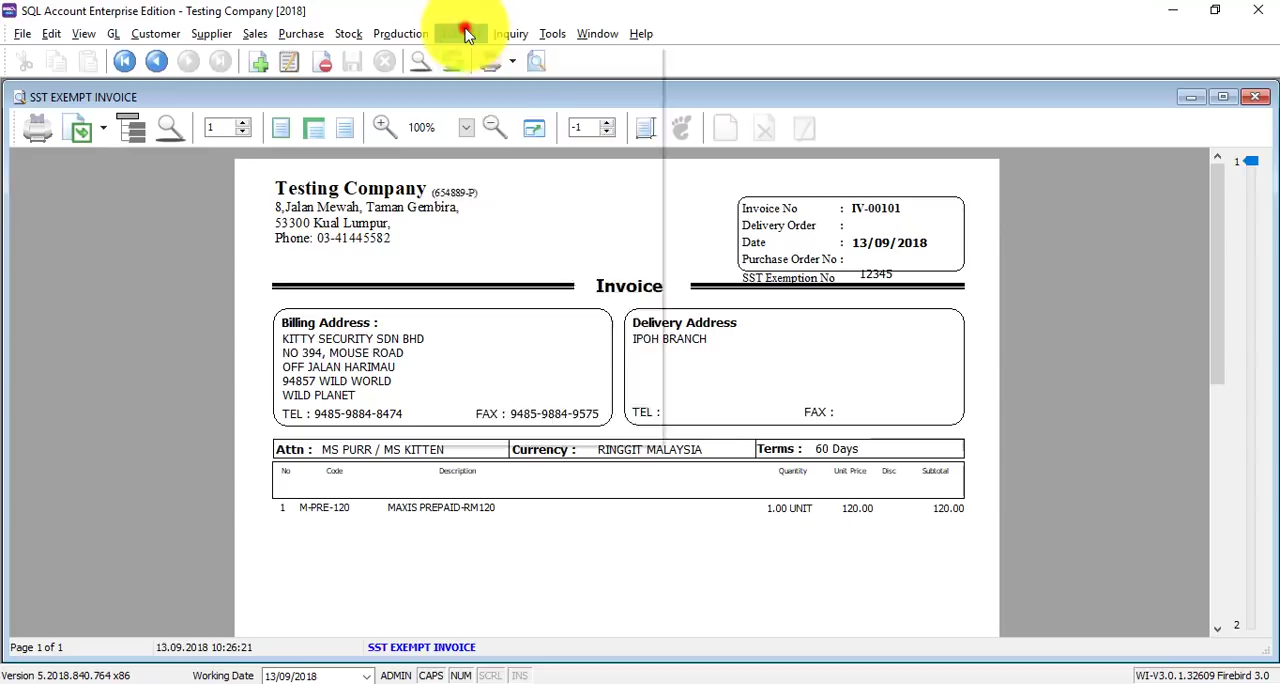 SQL Account Enterprise Edition - Testing Company [2018]
File Edit View GL Customer Supplier Sales Purchase Stock Production Inquiry Tools Window Help
SST EXEMPT INVOICE
1 100% -1
Testing Company (654889-P)
8,Jalan Mewah, Taman Gembira,
53300 Kual Lumpur,
Phone: 03-41445582
Invoice No : IV-00101
Delivery Order :
Date : 13/09/2018
Purchase Order No :
SST Exemption No 12345
Invoice
Billing Address :
KITTY SECURITY SDN BHD
NO 394, MOUSE ROAD
OFF JALAN HARIMAU
94857 WILD WORLD
WILD PLANET
TEL : 9485-9884-8474 FAX : 9485-9884-9575
Delivery Address
IPOH BRANCH
TEL : FAX :
Attn : MS PURR / MS KITTEN Currency : RINGGIT MALAYSIA Terms : 60 Days
No Code Description Quantity Unit Price Disc Subtotal
1 M-PRE-120 MAXIS PREPAID-RM120 1.00 UNIT 120.00 120.00
1
2
Page 1 of 1 13.09.2018 10:26:21 SST EXEMPT INVOICE
Version 5.2018.840.764 x86 Working Date 13/09/2018 ADMIN CAPS NUM SCRL INS WI-V3.0.1.32609 Firebird 3.0